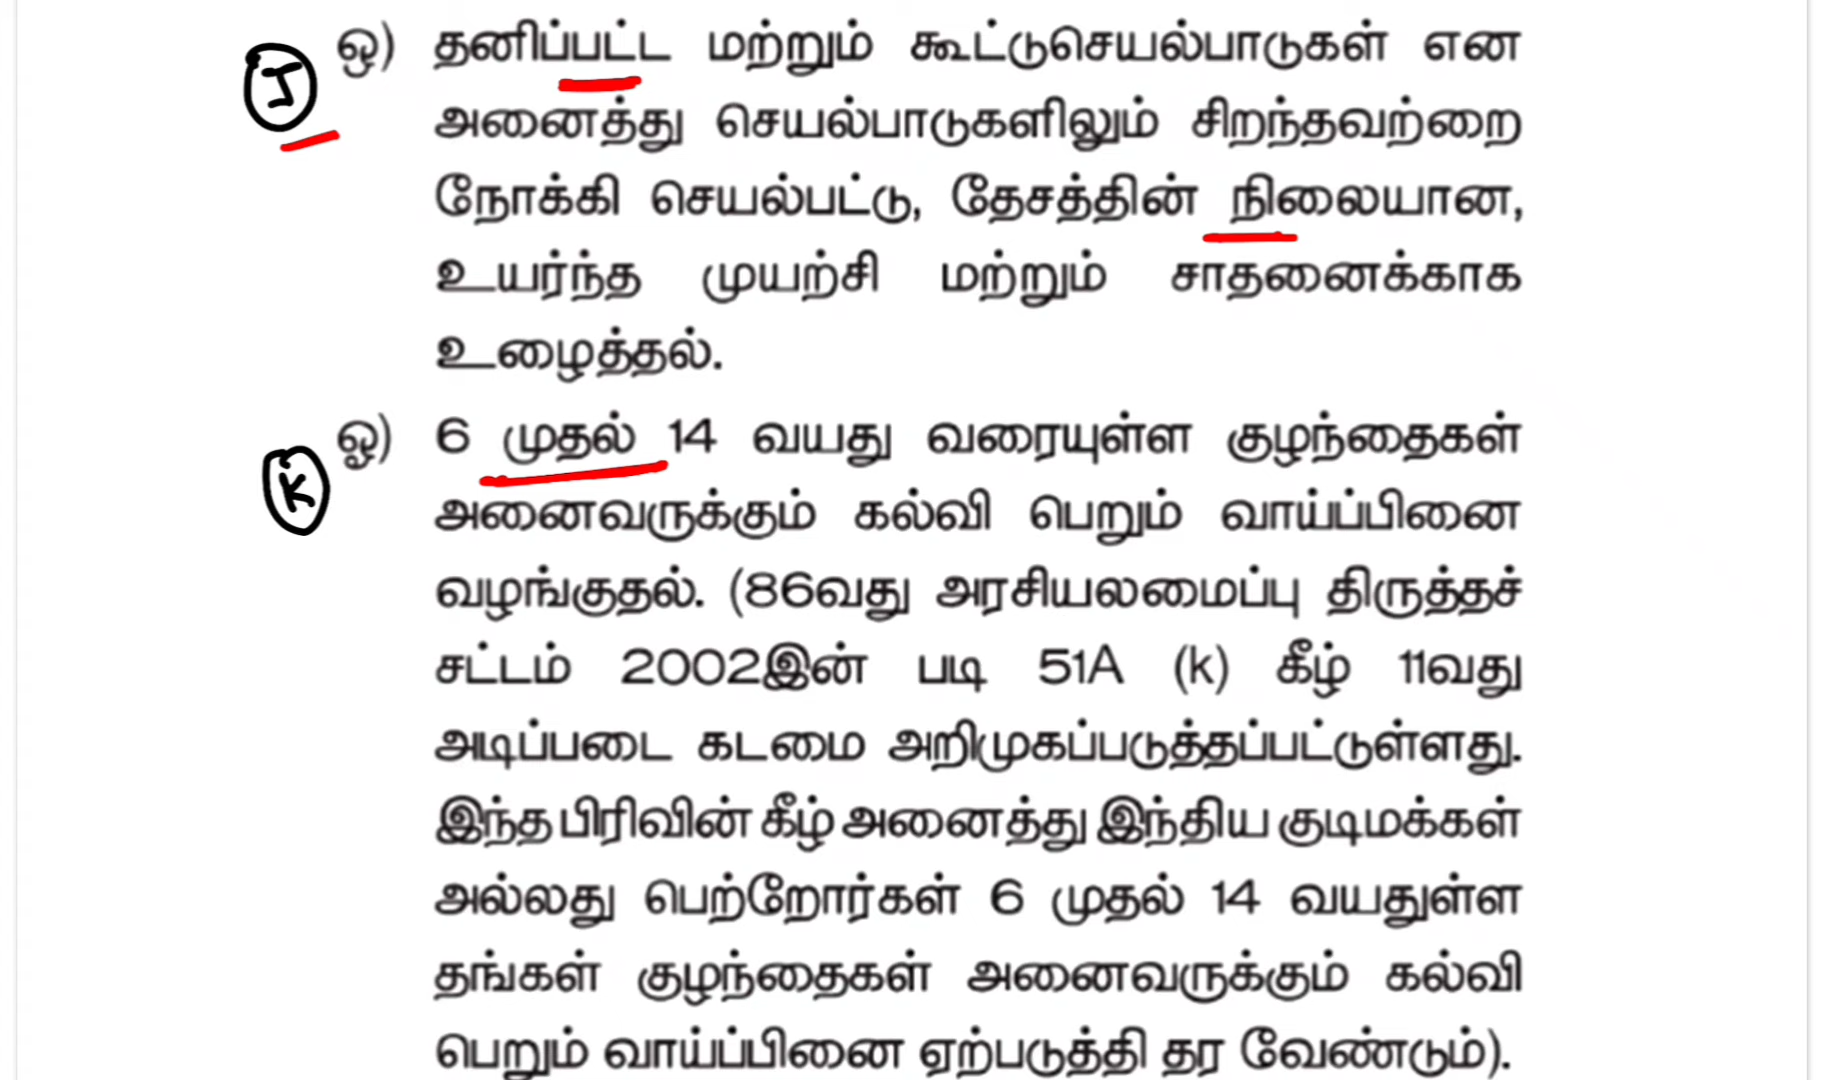 J ஒ) தனிப்பட்ட மற்றும் கூட்டுசெயல்பாடுகள் என
அனைத்து செயல்பாடுகளிலும் சிறந்தவற்றை
நோக்கி செயல்பட்டு, தேசத்தின் நிலையான,
உயர்ந்த முயற்சி மற்றும் சாதனைக்காக
உழைத்தல்.
K ஓ) 6 முதல் 14 வயது வரையுள்ள குழந்தைகள்
அனைவருக்கும் கல்வி பெறும் வாய்ப்பினை
வழங்குதல். (86வது அரசியலமைப்பு திருத்தச்
சட்டம் 2002இன் படி 51A (k) கீழ் 11வது
அடிப்படை கடமை அறிமுகப்படுத்தப்பட்டுள்ளது.
இந்த பிரிவின் கீழ் அனைத்து இந்திய குடிமக்கள்
அல்லது பெற்றோர்கள் 6 முதல் 14 வயதுள்ள
தங்கள் குழந்தைகள் அனைவருக்கும் கல்வி
பெறும் வாய்ப்பினை ஏற்படுத்தி தர வேண்டும்).